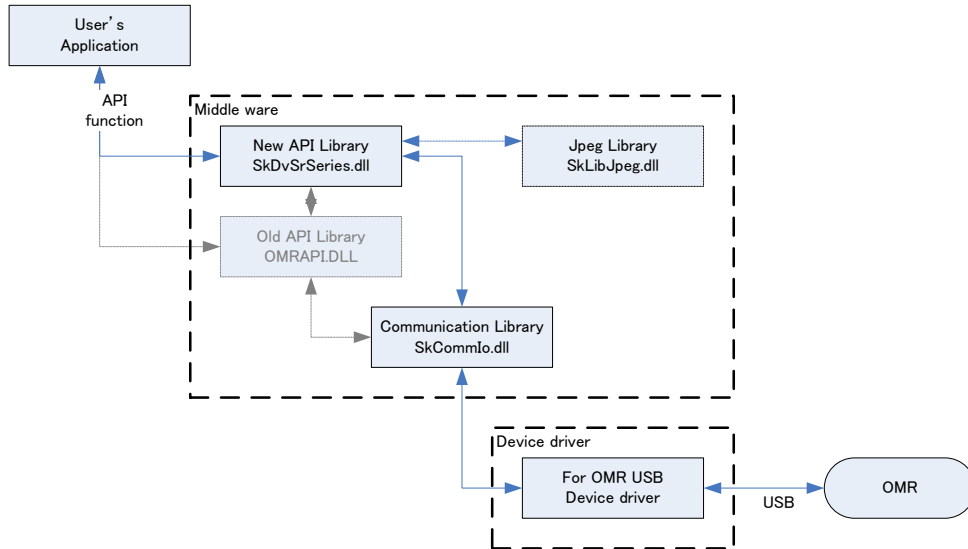 User’s
Application
API
function
Middle ware
New API Library
SkDvSrSeries.dll
Jpeg Library
SkLibJpeg.dll
Old API Library
OMRAPI.DLL
Communication Library
SkCommIo.dll
Device driver
For OMR USB
Device driver
USB
OMR